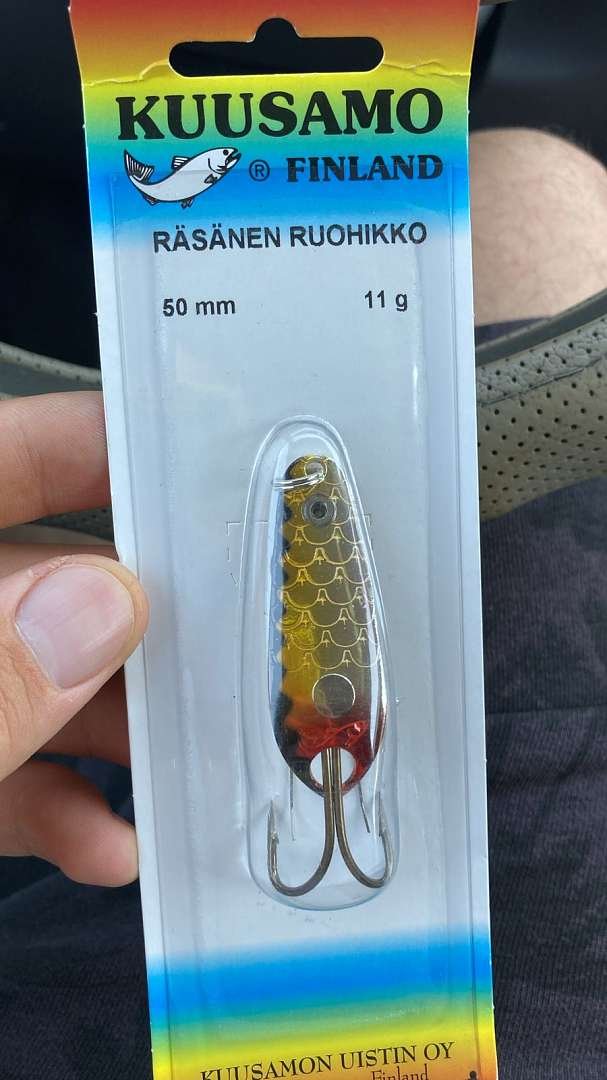 KUUSAMO
® FINLAND
RÄSÄNEN RUOHIKKO
50 mm 11 g
KUUSAMON UISTIN OY
Finland